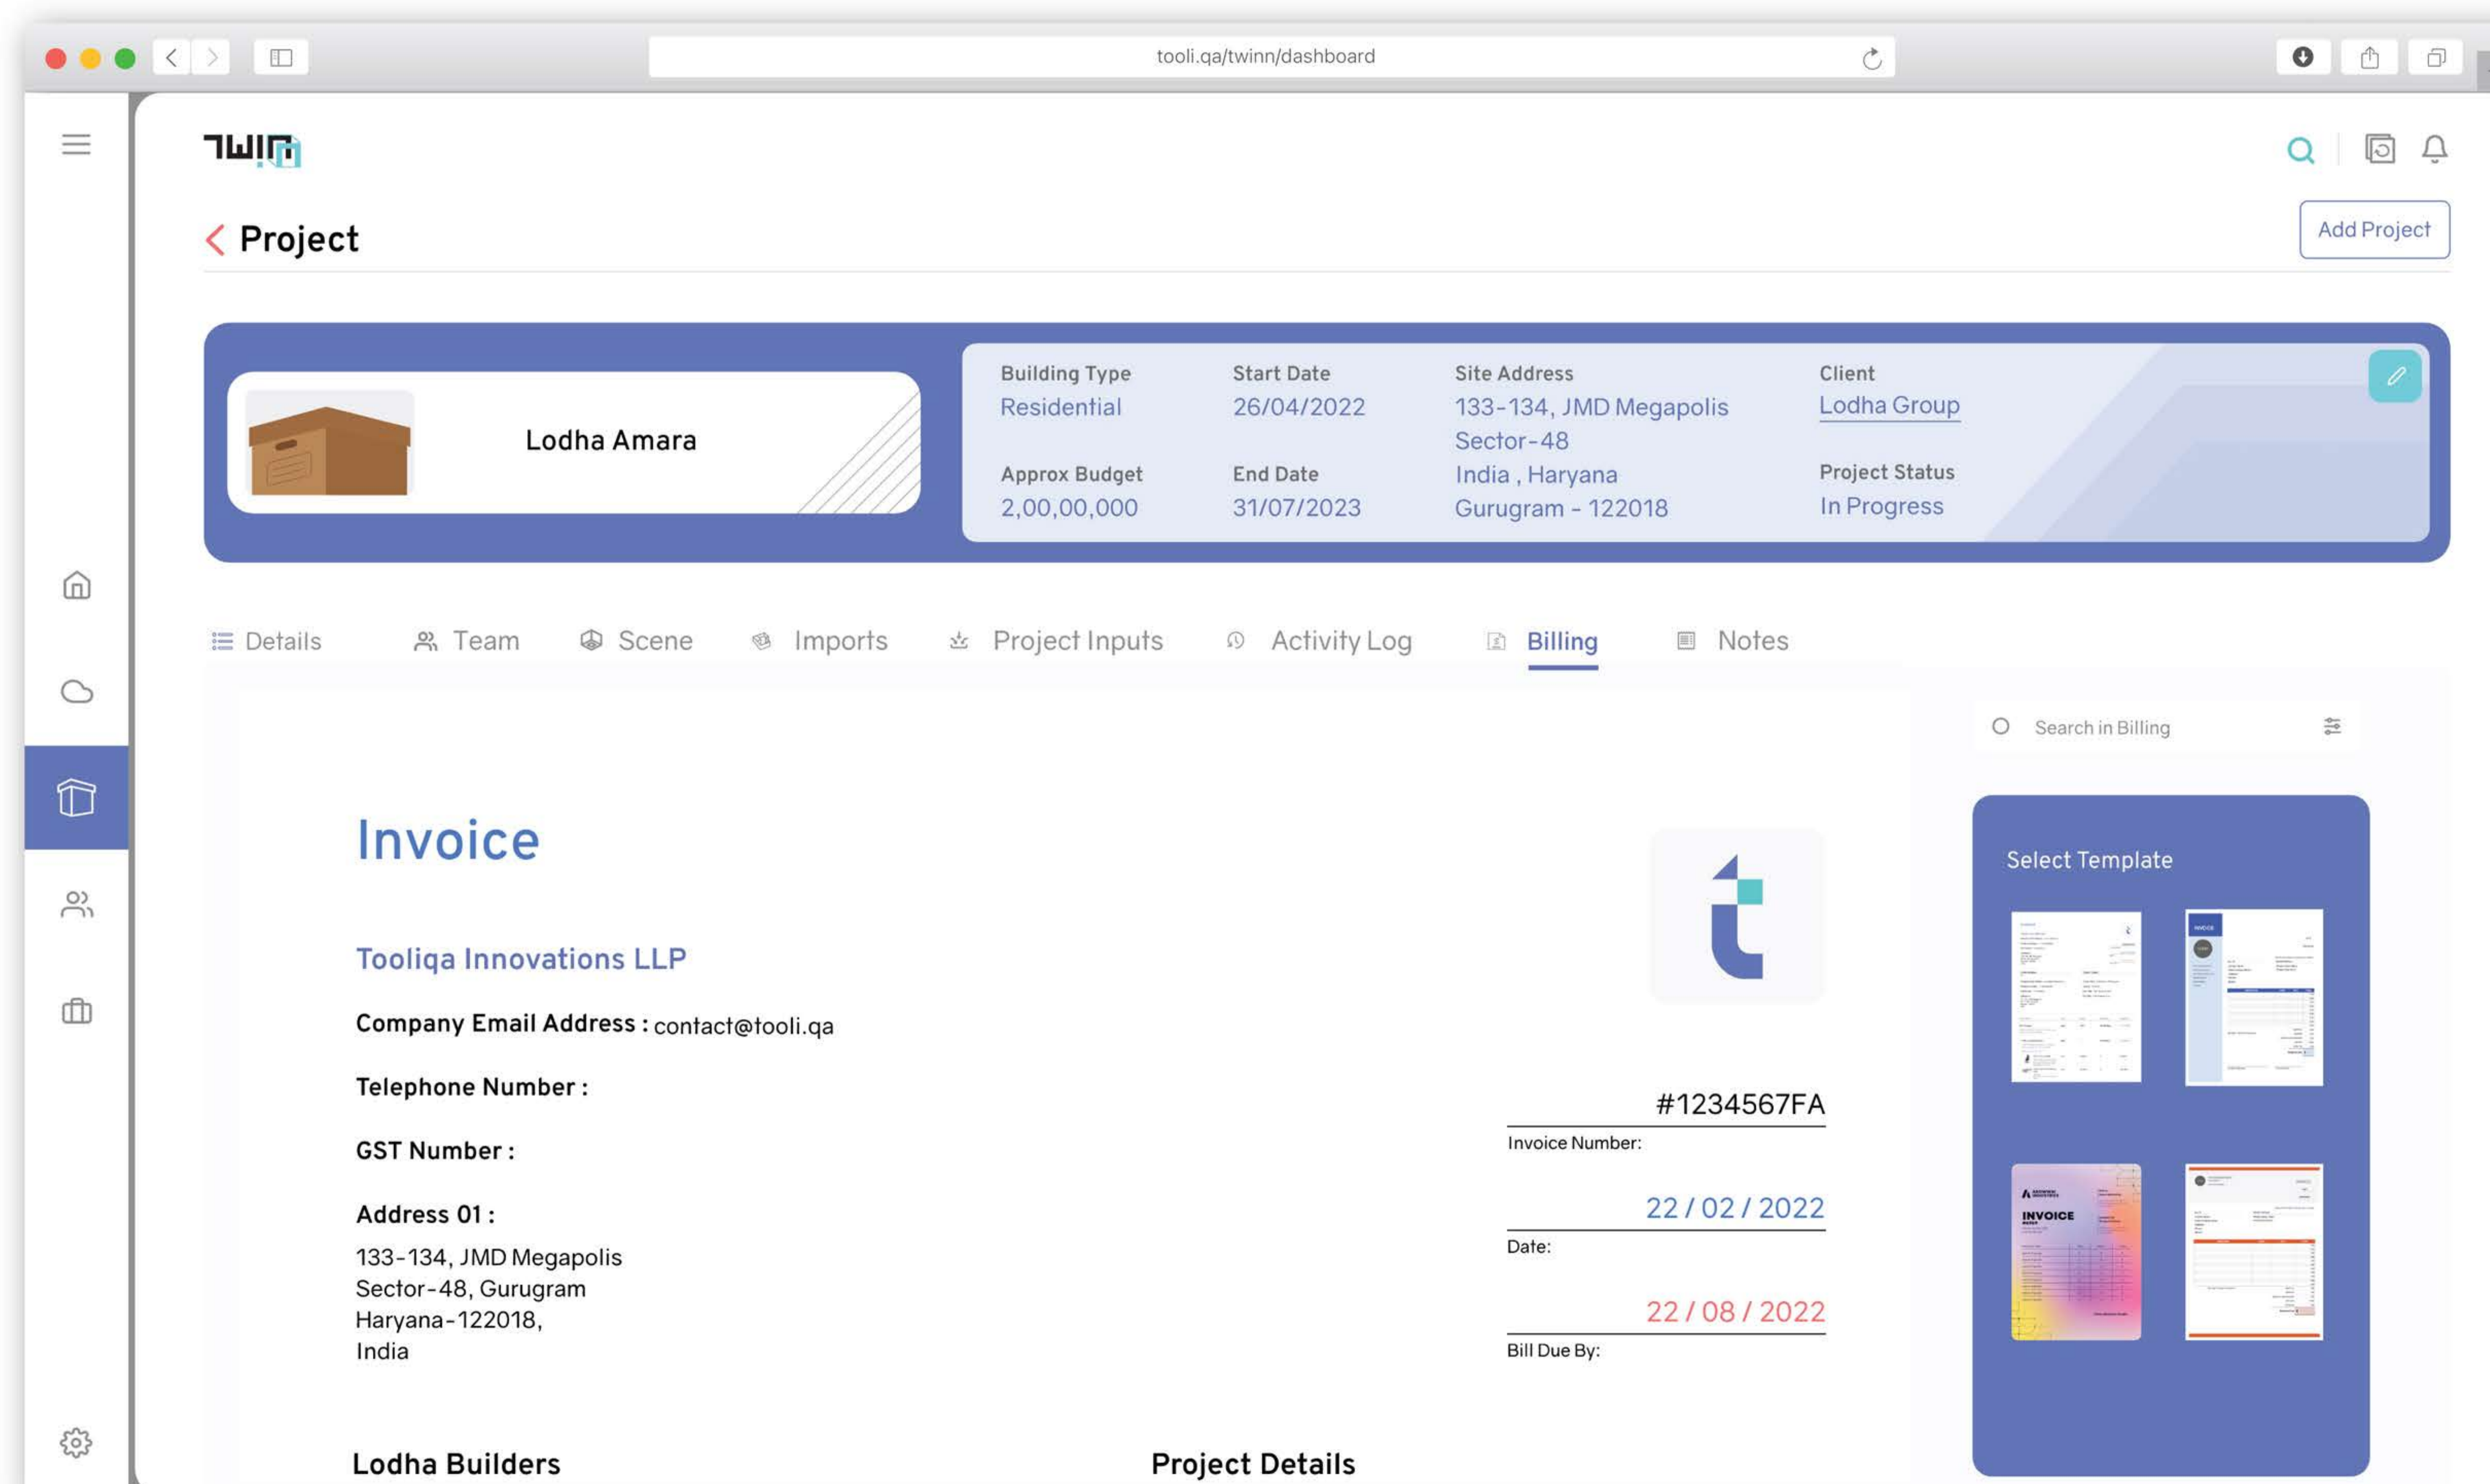 tooli.qa/twinn/dashboard
Project
Add Project
Lodha Amara
Building Type
Residential
Start Date
26/04/2022
Site Address
133-134, JMD Megapolis
Sector-48
India , Haryana
Gurugram - 122018
Client
Lodha Group
Approx Budget
2,00,00,000
End Date
31/07/2023
Project Status
In Progress
Details
Team
Scene
Imports
Project Inputs
Activity Log
Billing
Notes
Search in Billing
Invoice
Tooliqa Innovations LLP
Company Email Address : contact@tooli.qa
Telephone Number :
GST Number :
Address 01 :
133-134, JMD Megapolis
Sector-48, Gurugram
Haryana-122018,
India
#1234567FA
Invoice Number:
22 / 02 / 2022
Date:
22 / 08 / 2022
Bill Due By:
Lodha Builders
Project Details
Select Template
INVOICE
INVOICE